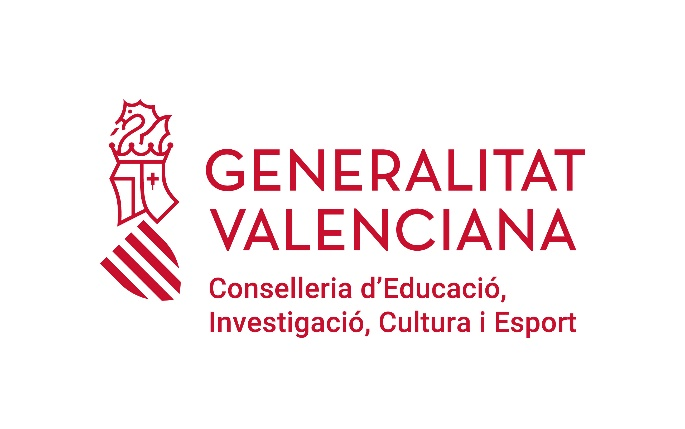 GENERALITAT
VALENCIANA
Conselleria d’Educació,
Investigació, Cultura i Esport